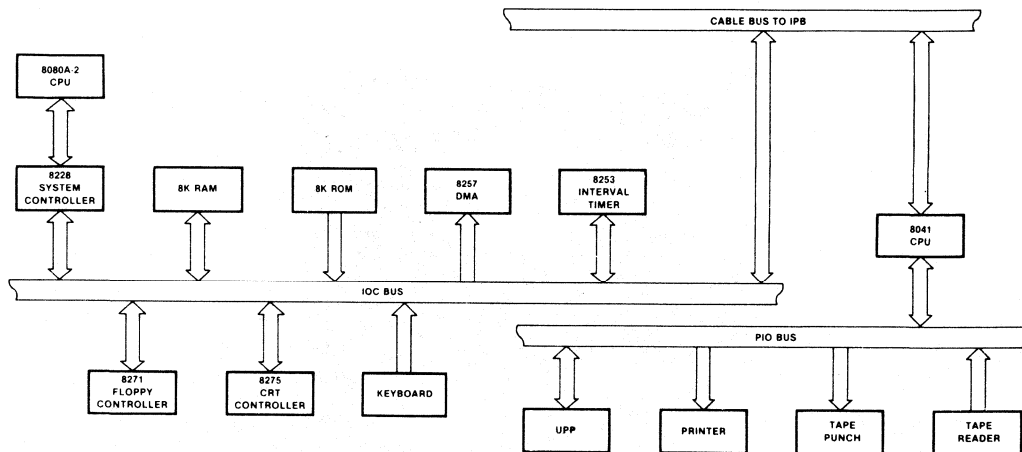 CABLE BUS TO IPB
8080A-2
CPU
8228
SYSTEM
CONTROLLER
8K RAM
8K ROM
8257
DMA
8253
INTERVAL
TIMER
8041
CPU
IOC BUS
PIO BUS
8271
FLOPPY
CONTROLLER
8275
CRT
CONTROLLER
KEYBOARD
UPP
PRINTER
TAPE
PUNCH
TAPE
READER